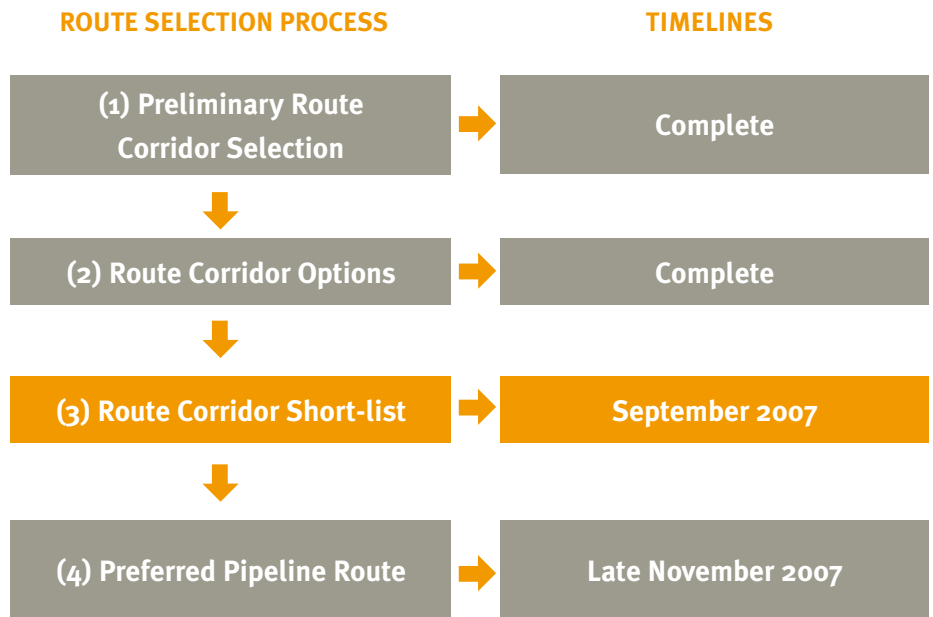 ROUTE SELECTION PROCESS
TIMELINES
(1) Preliminary Route
Corridor Selection
Complete
(2) Route Corridor Options
Complete
(3) Route Corridor Short-list
September 2007
(4) Preferred Pipeline Route
Late November 2007